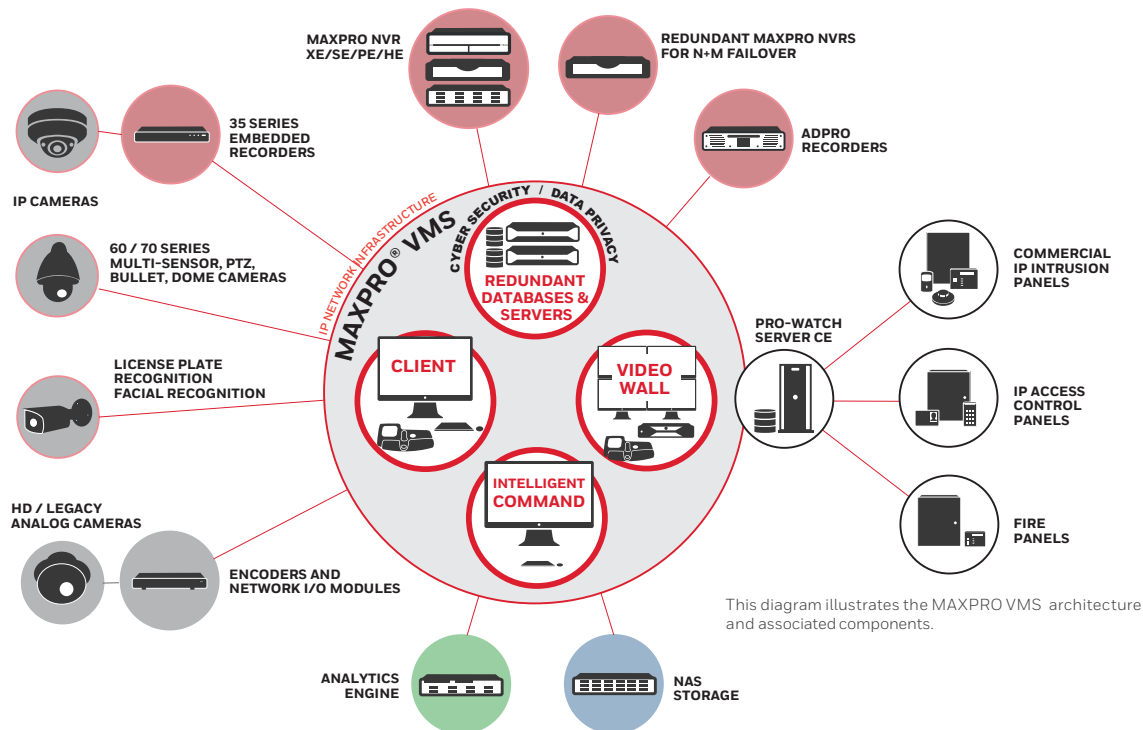 MAXPRO NVR
XE/SE/PE/HE
REDUNDANT MAXPRO NVRS
FOR N+M FAILOVER
35 SERIES
EMBEDDED
RECORDERS
ADPRO
RECORDERS
IP CAMERAS
60 / 70 SERIES
MULTI-SENSOR, PTZ,
BULLET, DOME CAMERAS
LICENSE PLATE
RECOGNITION
FACIAL RECOGNITION
HD / LEGACY
ANALOG CAMERAS
ENCODERS AND
NETWORK I/O MODULES
IP NETWORK INFRASTRUCTURE
MAXPRO® VMS
CYBER SECURITY / DATA PRIVACY
REDUNDANT
DATABASES &
SERVERS
CLIENT
VIDEO
WALL
INTELLIGENT
COMMAND
PRO-WATCH
SERVER CE
COMMERCIAL
IP INTRUSION
PANELS
IP ACCESS
CONTROL
PANELS
FIRE
PANELS
This diagram illustrates the MAXPRO VMS architecture
and associated components.
ANALYTICS
ENGINE
NAS
STORAGE